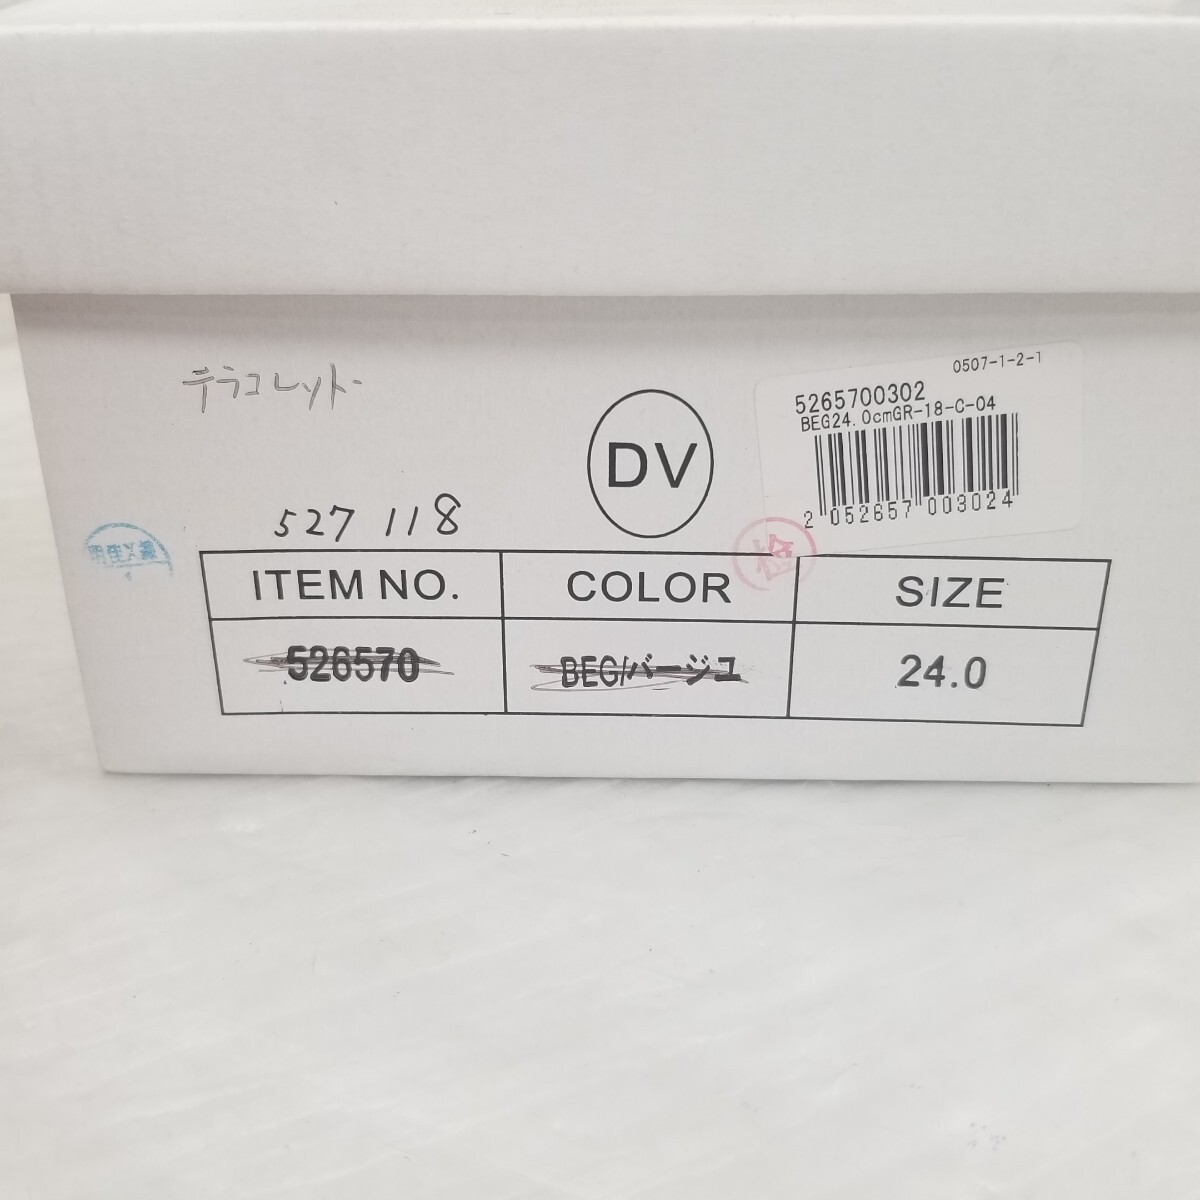 テラコレット
DV
0507-1-2-1
5265700302
BEG24.0cmGR-18-C-04
2 052657 003024
527 118
検
ITEM NO. COLOR SIZE
526570 BEG/バージュ 24.0